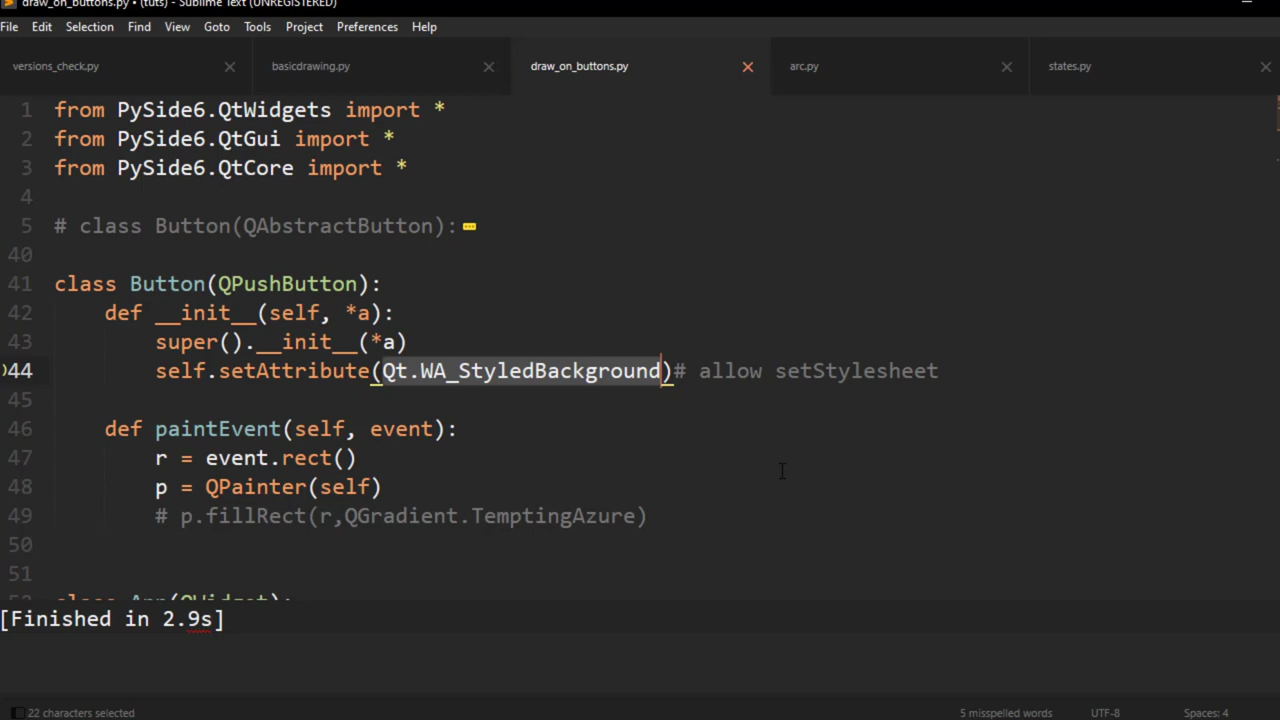 draw_on_buttons.py • (tuts) - Sublime Text (UNREGISTERED)
File Edit Selection Find View Goto Tools Project Preferences Help
versions_check.py basicdrawing.py draw_on_buttons.py arc.py states.py
1 from PySide6.QtWidgets import *
2 from PySide6.QtGui import *
3 from PySide6.QtCore import *
4
5 # class Button(QAbstractButton):
40
41 class Button(QPushButton):
42 def __init__(self, *a):
43 super().__init__(*a)
44 self.setAttribute(Qt.WA_StyledBackground)# allow setStylesheet
45
46 def paintEvent(self, event):
47 r = event.rect()
48 p = QPainter(self)
49 # p.fillRect(r,QGradient.TemptingAzure)
50
51
52 class App(QWidget):
[Finished in 2.9s]
22 characters selected 5 misspelled words UTF-8 Spaces: 4